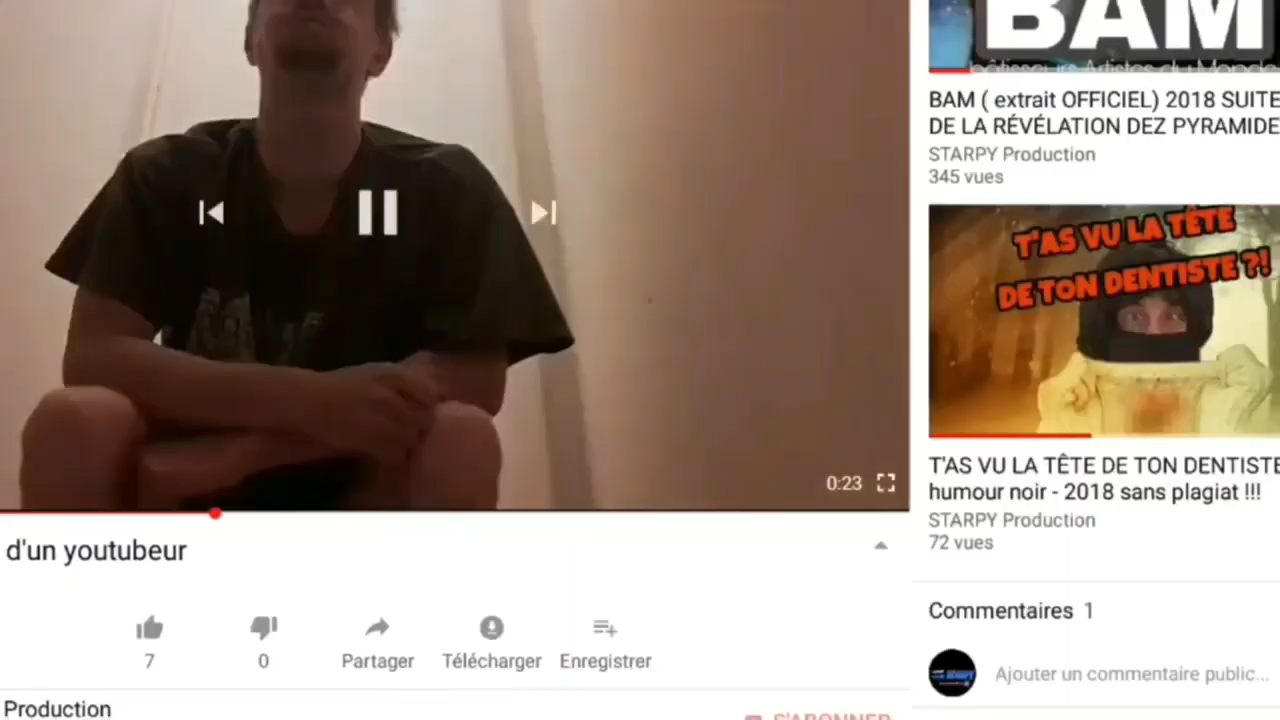 0:23
d'un youtubeur
7
0
Partager
Télécharger
Enregistrer
Production
S'ABONNER
BAM
BAM ( extrait OFFICIEL) 2018 SUITE
DE LA RÉVÉLATION DEZ PYRAMIDE
STARPY Production
345 vues
T'AS VU LA TÊTE
DE TON DENTISTE ?!
T'AS VU LA TÊTE DE TON DENTISTE
humour noir - 2018 sans plagiat !!!
STARPY Production
72 vues
Commentaires 1
Ajouter un commentaire public...